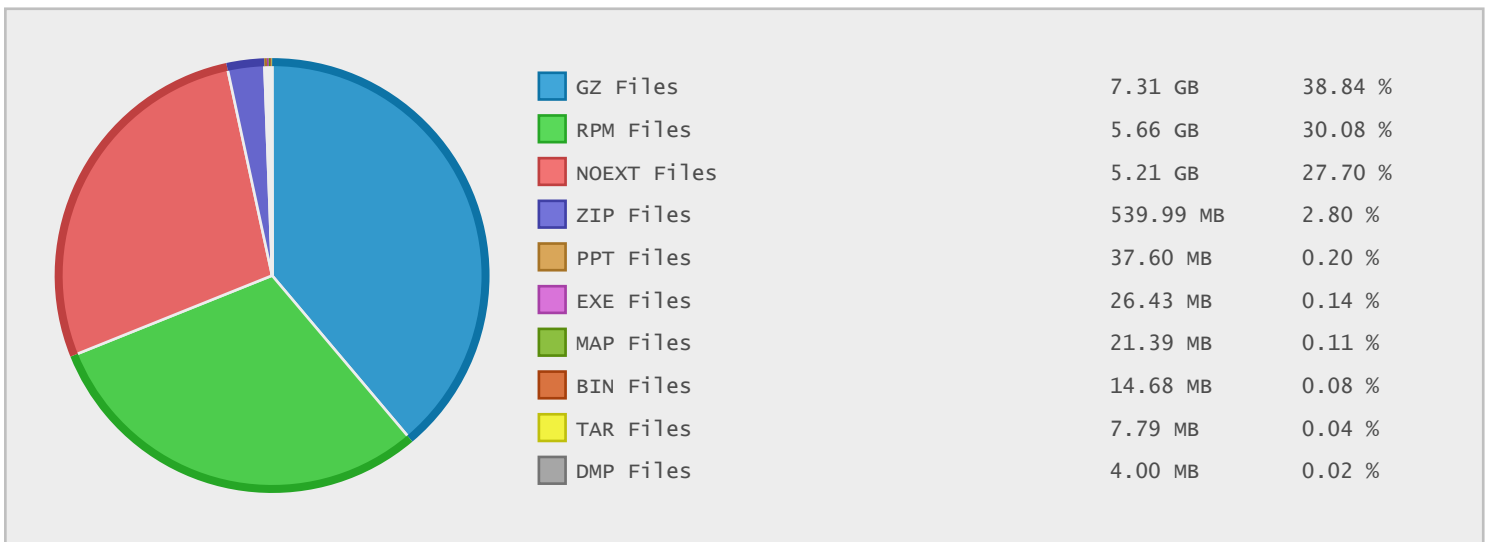 GZ Files 7.31 GB 38.84 %
RPM Files 5.66 GB 30.08 %
NOEXT Files 5.21 GB 27.70 %
ZIP Files 539.99 MB 2.80 %
PPT Files 37.60 MB 0.20 %
EXE Files 26.43 MB 0.14 %
MAP Files 21.39 MB 0.11 %
BIN Files 14.68 MB 0.08 %
TAR Files 7.79 MB 0.04 %
DMP Files 4.00 MB 0.02 %